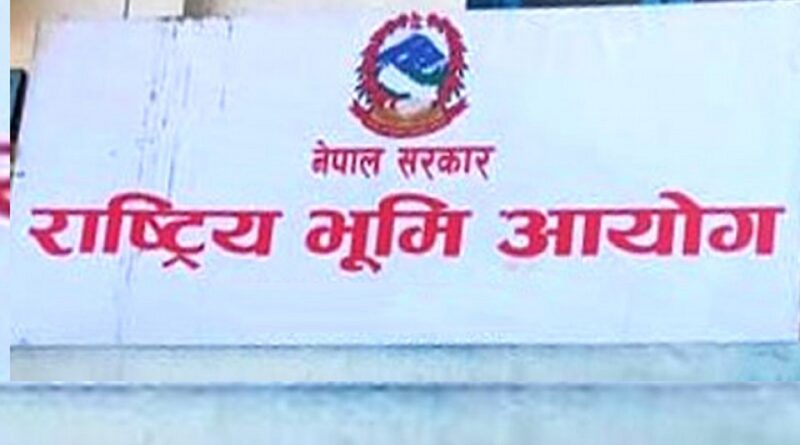 नेपाल सरकार
राष्ट्रिय भूमि आयोग